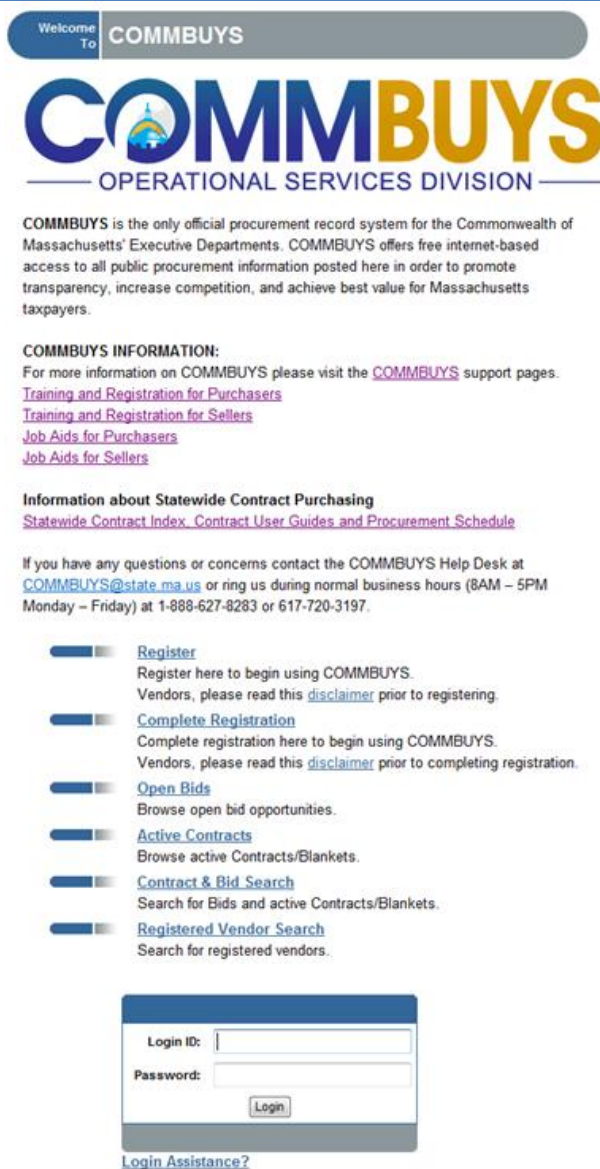 Welcome
To
COMMBUYS
COMMBUYS
OPERATIONAL SERVICES DIVISION
COMMBUYS is the only official procurement record system for the Commonwealth of
Massachusetts' Executive Departments. COMMBUYS offers free internet-based
access to all public procurement information posted here in order to promote
transparency, increase competition, and achieve best value for Massachusetts
taxpayers.
COMMBUYS INFORMATION:
For more information on COMMBUYS please visit the COMMBUYS support pages.
Training and Registration for Purchasers
Training and Registration for Sellers
Job Aids for Purchasers
Job Aids for Sellers
Information about Statewide Contract Purchasing
Statewide Contract Index, Contract User Guides and Procurement Schedule
If you have any questions or concerns contact the COMMBUYS Help Desk at
COMMBUYS@state.ma.us or ring us during normal business hours (8AM – 5PM
Monday – Friday) at 1-888-627-8283 or 617-720-3197.
Register
Register here to begin using COMMBUYS.
Vendors, please read this disclaimer prior to registering.
Complete Registration
Complete registration here to begin using COMMBUYS.
Vendors, please read this disclaimer prior to completing registration.
Open Bids
Browse open bid opportunities.
Active Contracts
Browse active Contracts/Blankets.
Contract & Bid Search
Search for Bids and active Contracts/Blankets.
Registered Vendor Search
Search for registered vendors.
Login ID:
Password:
Login
Login Assistance?